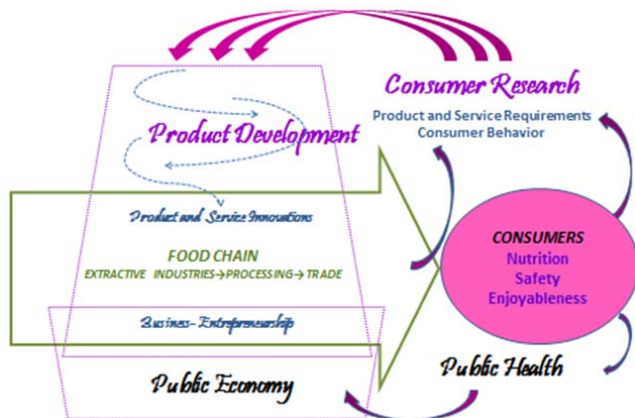 Consumer Research
Product and Service Requirements
Consumer Behavior
Product Development
Product and Service Innovations
FOOD CHAIN
EXTRACTIVE INDUSTRIES→PROCESSING→TRADE
Business-Entrepreneurship
Public Economy
CONSUMERS
Nutrition
Safety
Enjoyableness
Public Health